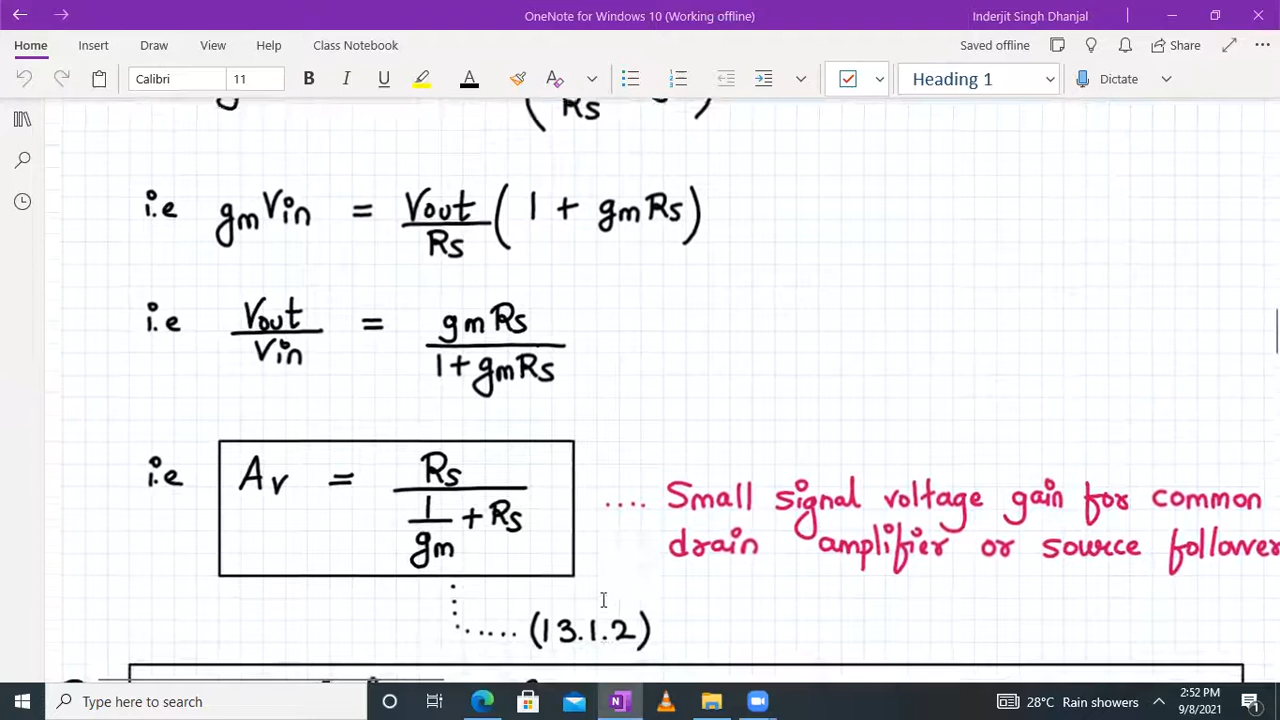 OneNote for Windows 10 (Working offline)
Inderjit Singh Dhanjal
Home Insert Draw View Help Class Notebook
Saved offline
Share
Calibri 11 B I U A Heading 1 Dictate
Rs
i.e gmVin = Vout/Rs (1 + gmRs)
i.e Vout/Vin = gmRs/(1+gmRs)
i.e Av = Rs/(1/gm + Rs) .... Small signal voltage gain for common
drain amplifier or source follower
...... (13.1.2)
Type here to search
28°C Rain showers
2:52 PM
9/8/2021
1